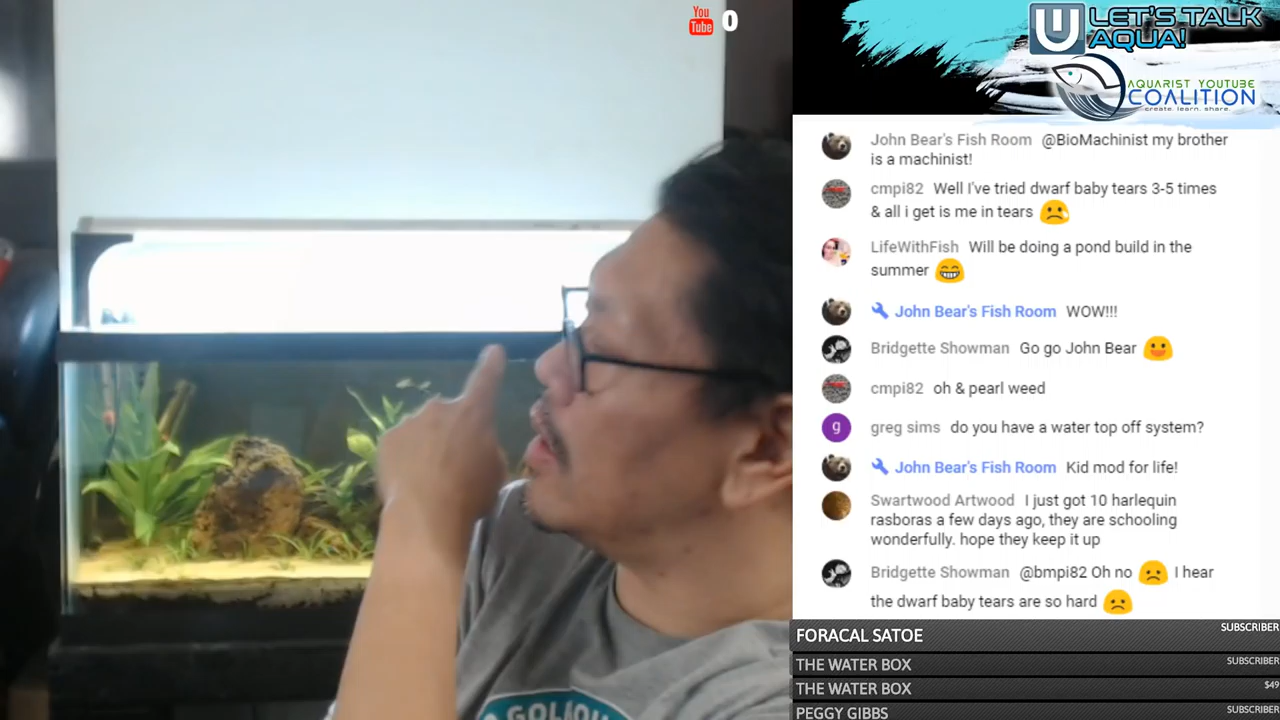 You
Tube
0
LET'S TALK
AQUA!
AQUARIST YOUTUBE
COALITION
create. learn. share.
John Bear's Fish Room @BioMachinist my brother
is a machinist!
cmpi82 Well I've tried dwarf baby tears 3-5 times
& all i get is me in tears
LifeWithFish Will be doing a pond build in the
summer
John Bear's Fish Room WOW!!!
Bridgette Showman Go go John Bear
cmpi82 oh & pearl weed
g greg sims do you have a water top off system?
John Bear's Fish Room Kid mod for life!
Swartwood Artwood I just got 10 harlequin
rasboras a few days ago, they are schooling
wonderfully. hope they keep it up
Bridgette Showman @bmpi82 Oh no I hear
the dwarf baby tears are so hard
FORACAL SATOE SUBSCRIBER
THE WATER BOX SUBSCRIBER
THE WATER BOX $49
PEGGY GIBBS SUBSCRIBER